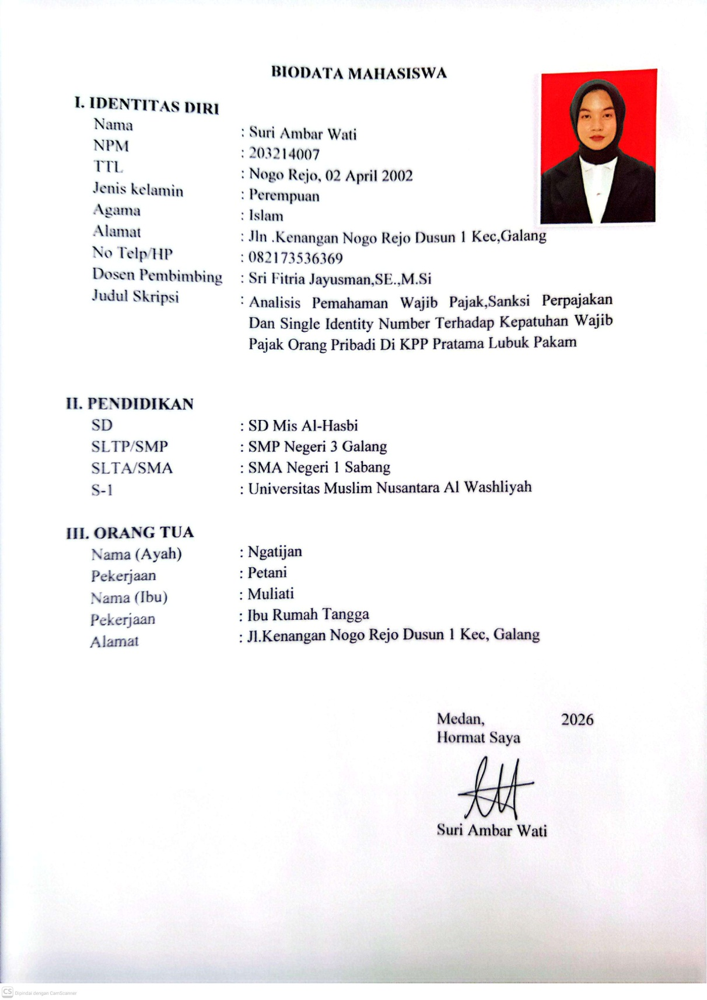 BIODATA MAHASISWA
I. IDENTITAS DIRI
Nama : Suri Ambar Wati
NPM : 203214007
TTL : Nogo Rejo, 02 April 2002
Jenis kelamin : Perempuan
Agama : Islam
Alamat : Jln .Kenangan Nogo Rejo Dusun 1 Kec,Galang
No Telp/HP : 082173536369
Dosen Pembimbing : Sri Fitria Jayusman,SE.,M.Si
Judul Skripsi : Analisis Pemahaman Wajib Pajak,Sanksi Perpajakan
Dan Single Identity Number Terhadap Kepatuhan Wajib
Pajak Orang Pribadi Di KPP Pratama Lubuk Pakam
II. PENDIDIKAN
SD : SD Mis Al-Hasbi
SLTP/SMP : SMP Negeri 3 Galang
SLTA/SMA : SMA Negeri 1 Sabang
S-1 : Universitas Muslim Nusantara Al Washliyah
III. ORANG TUA
Nama (Ayah) : Ngatijan
Pekerjaan : Petani
Nama (Ibu) : Muliati
Pekerjaan : Ibu Rumah Tangga
Alamat : Jl.Kenangan Nogo Rejo Dusun 1 Kec, Galang
Medan, 2026
Hormat Saya
Suri Ambar Wati
CS Dipindai dengan CamScanner